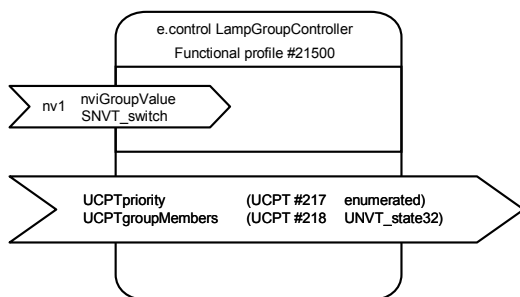 e.control LampGroupController
Functional profile #21500
nv1 nviGroupValue
SNVT_switch
UCPTpriority (UCPT #217 enumerated)
UCPTgroupMembers (UCPT #218 UNVT_state32)